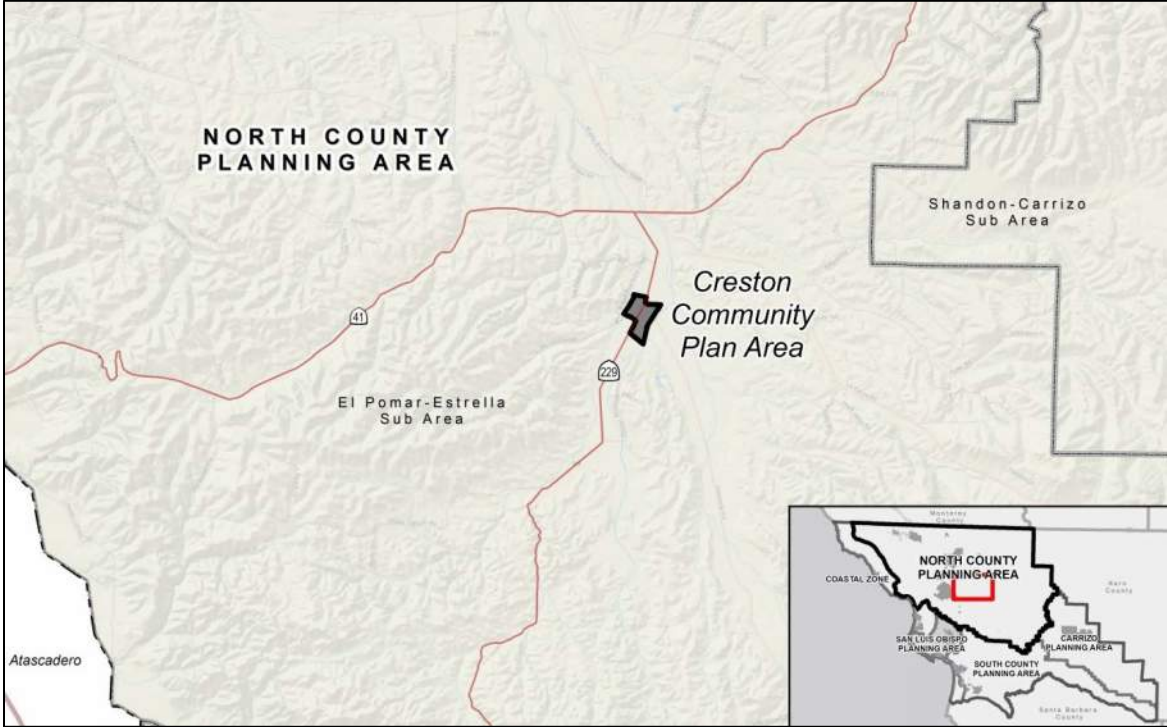 NORTH COUNTY
PLANNING AREA
Shandon-Carrizo
Sub Area
Creston
Community
Plan Area
41
229
El Pomar-Estrella
Sub Area
Atascadero
Monterey
County
NORTH COUNTY
PLANNING AREA
COASTAL ZONE
Kern
County
SAN LUIS OBISPO
PLANNING AREA
CARRIZO
PLANNING AREA
SOUTH COUNTY
PLANNING AREA
Santa Barbara
County